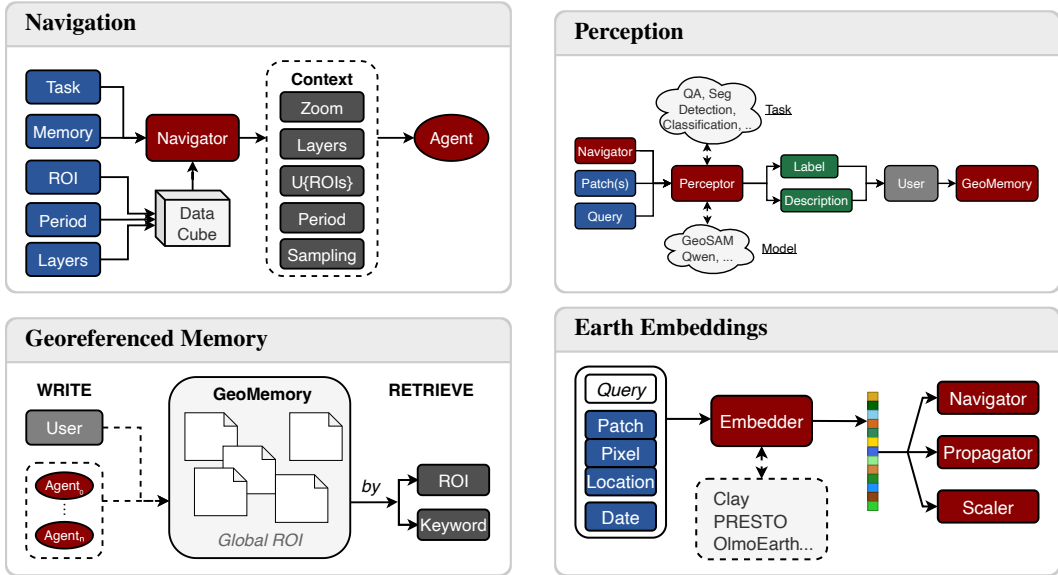 Navigation
Task
Memory
ROI
Period
Layers
Navigator
Data
Cube
Context
Zoom
Layers
U{ROIs}
Period
Sampling
Agent
Perception
QA, Seg
Detection,
Classification, ..
Task
Navigator
Patch(s)
Query
Perceptor
Label
Description
User
GeoMemory
GeoSAM
Qwen, ...
Model
Georeferenced Memory
WRITE
User
Agent₀
⋮
Agentₙ
GeoMemory
Global ROI
RETRIEVE
by
ROI
Keyword
Earth Embeddings
Query
Patch
Pixel
Location
Date
Embedder
Clay
PRESTO
OlmoEarth...
Navigator
Propagator
Scaler